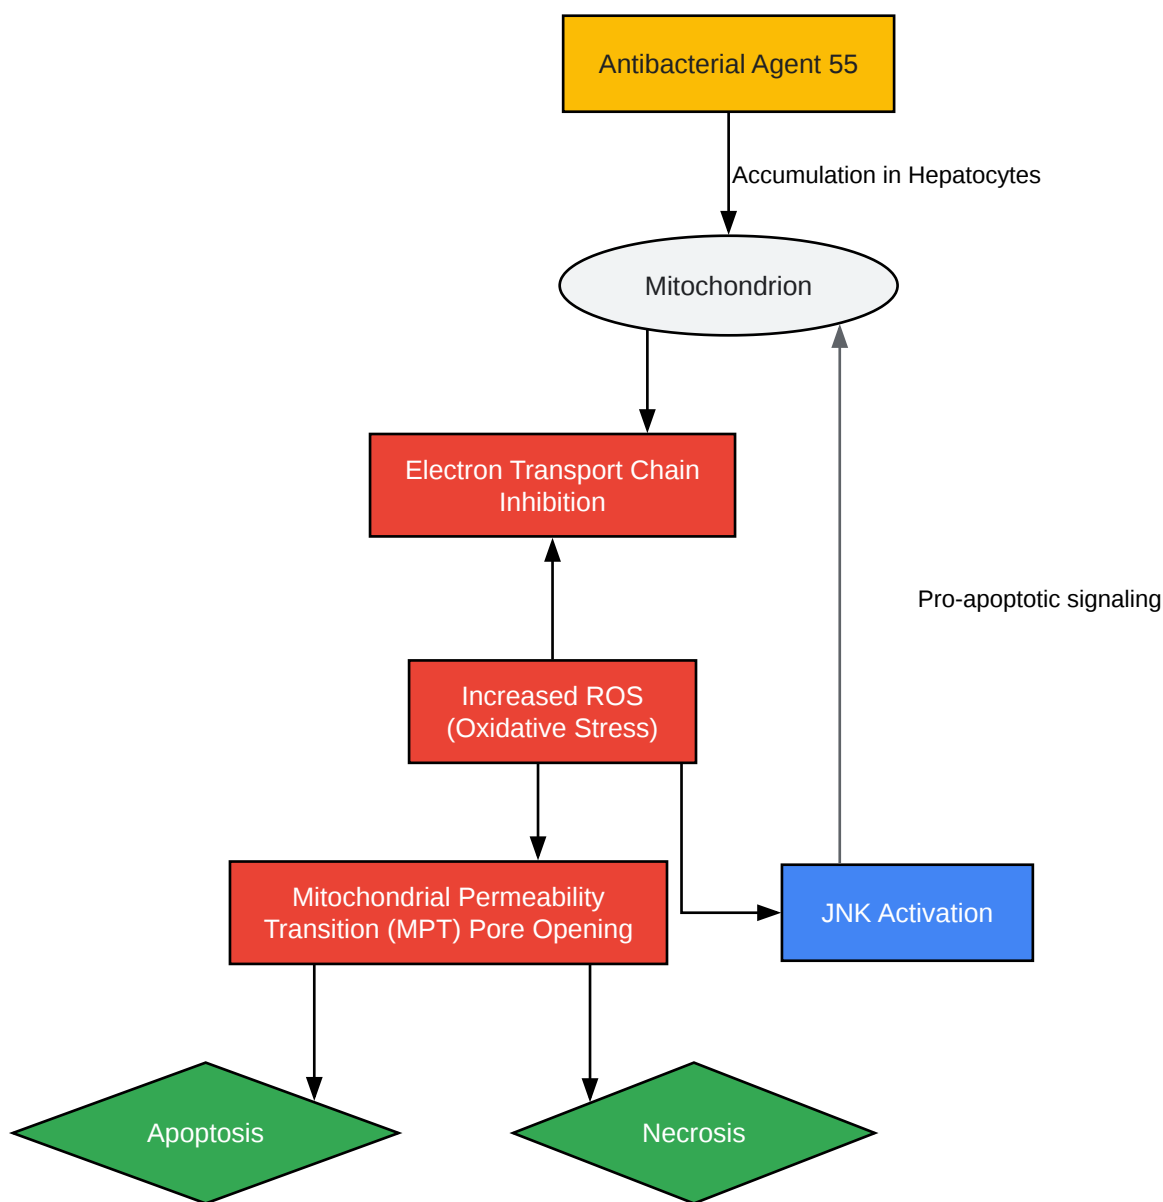 Antibacterial Agent 55
Accumulation in Hepatocytes
Mitochondrion
Electron Transport Chain
Inhibition
Pro-apoptotic signaling
Increased ROS
(Oxidative Stress)
Mitochondrial Permeability
Transition (MPT) Pore Opening
JNK Activation
Apoptosis
Necrosis